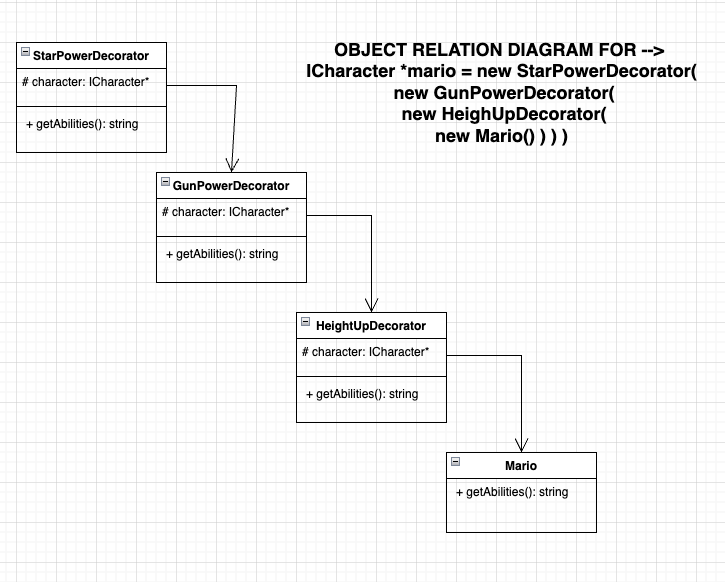 OBJECT RELATION DIAGRAM FOR -->
ICharacter *mario = new StarPowerDecorator(
new GunPowerDecorator(
new HeighUpDecorator(
new Mario() ) ) )
StarPowerDecorator
# character: ICharacter*
+ getAbilities(): string
GunPowerDecorator
# character: ICharacter*
+ getAbilities(): string
HeightUpDecorator
# character: ICharacter*
+ getAbilities(): string
Mario
+ getAbilities(): string